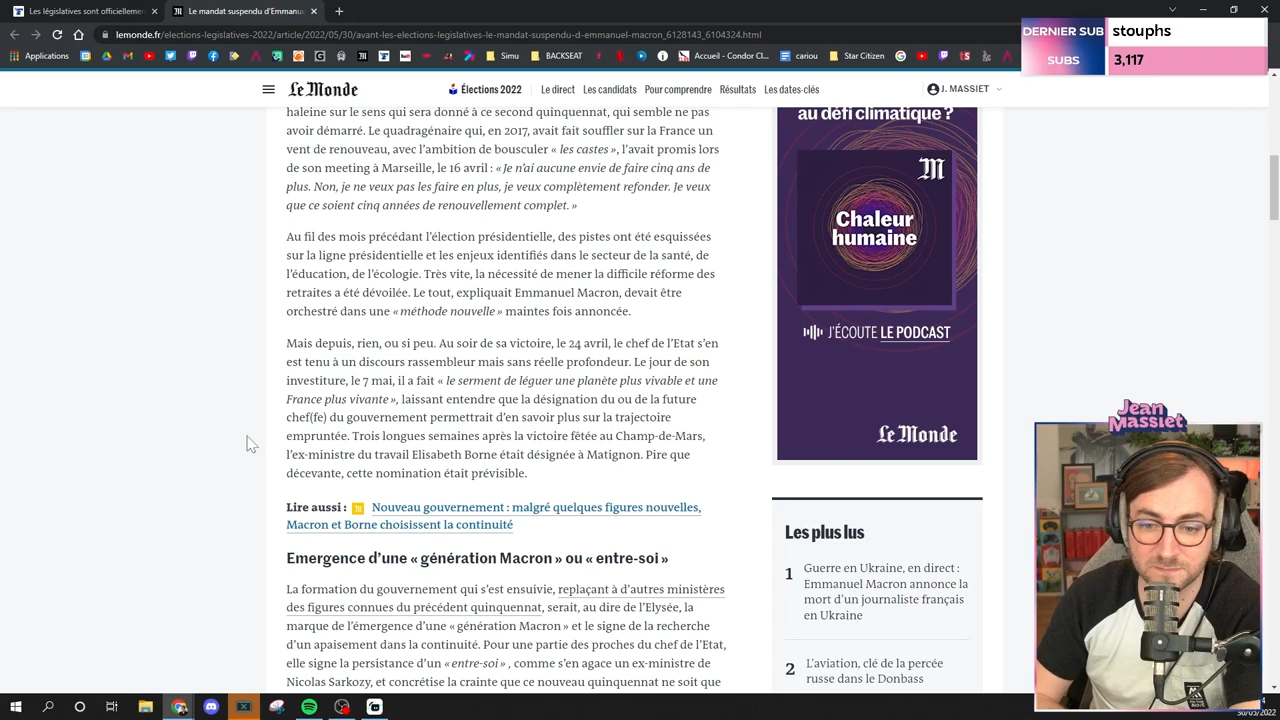 Les législatives sont officiellement
Le mandat suspendu d'Emmanue
lemonde.fr/elections-legislatives-2022/article/2022/05/30/avant-les-elections-legislatives-le-mandat-suspendu-d-emmanuel-macron_6128143_6104324.html
Applications
Simu
BACKSEAT
Accueil - Condor Cl...
cariou
Star Citizen
DERNIER SUB
stouphs
SUBS
3,117
Le Monde
Élections 2022
Le direct
Les candidats
Pour comprendre
Résultats
Les dates-clés
J. MASSIET
haleine sur le sens qui sera donné à ce second quinquennat, qui semble ne pas
avoir démarré. Le quadragénaire qui, en 2017, avait fait souffler sur la France un
vent de renouveau, avec l'ambition de bousculer « les castes », l'avait promis lors
de son meeting à Marseille, le 16 avril : « Je n'ai aucune envie de faire cinq ans de
plus. Non, je ne veux pas les faire en plus, je veux complètement refonder. Je veux
que ce soient cinq années de renouvellement complet. »
Au fil des mois précédant l'élection présidentielle, des pistes ont été esquissées
sur la ligne présidentielle et les enjeux identifiés dans le secteur de la santé, de
l'éducation, de l'écologie. Très vite, la nécessité de mener la difficile réforme des
retraites a été dévoilée. Le tout, expliquait Emmanuel Macron, devait être
orchestré dans une « méthode nouvelle » maintes fois annoncée.
Mais depuis, rien, ou si peu. Au soir de sa victoire, le 24 avril, le chef de l'Etat s'en
est tenu à un discours rassembleur mais sans réelle profondeur. Le jour de son
investiture, le 7 mai, il a fait « le serment de léguer une planète plus vivable et une
France plus vivante », laissant entendre que la désignation du ou de la future
chef(fe) du gouvernement permettrait d'en savoir plus sur la trajectoire
empruntée. Trois longues semaines après la victoire fêtée au Champ-de-Mars,
l'ex-ministre du travail Elisabeth Borne était désignée à Matignon. Pire que
décevante, cette nomination était prévisible.
Lire aussi : Nouveau gouvernement : malgré quelques figures nouvelles,
Macron et Borne choisissent la continuité
Emergence d'une « génération Macron » ou « entre-soi »
La formation du gouvernement qui s'est ensuivie, replaçant à d'autres ministères
des figures connues du précédent quinquennat, serait, au dire de l'Elysée, la
marque de l'émergence d'une « génération Macron » et le signe de la recherche
d'un apaisement dans la continuité. Pour une partie des proches du chef de l'Etat,
elle signe la persistance d'un « entre-soi » , comme s'en agace un ex-ministre de
Nicolas Sarkozy, et concrétise la crainte que ce nouveau quinquennat ne soit que
au défi climatique ?
M
Chaleur
humaine
J'ÉCOUTE LE PODCAST
Le Monde
Les plus lus
1 Guerre en Ukraine, en direct :
Emmanuel Macron annonce la
mort d'un journaliste français
en Ukraine
2 L'aviation, clé de la percée
russe dans le Donbass
Jean
Massiet
30/05/2022